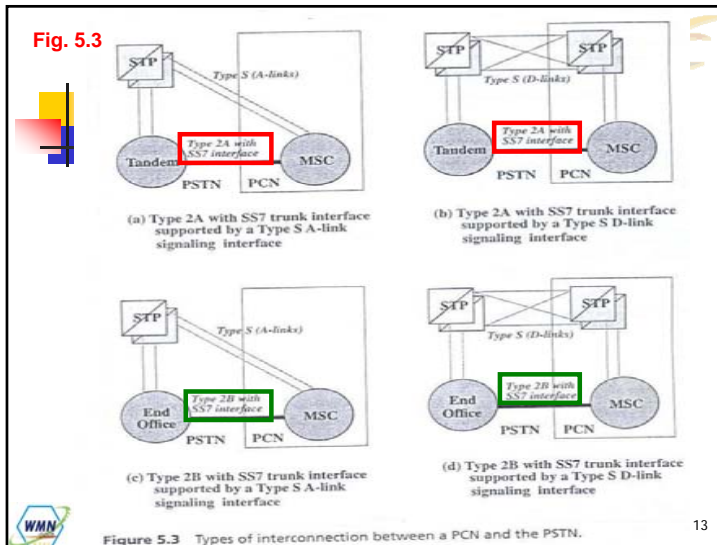 Fig. 5.3
STP
Type S (A-links)
Type 2A with
SS7 interface
Tandem
MSC
PSTN
PCN
(a) Type 2A with SS7 trunk interface
supported by a Type S A-link
signaling interface
STP
STP
Type S (D-links)
Type 2A with
SS7 interface
Tandem
MSC
PSTN
PCN
(b) Type 2A with SS7 trunk interface
supported by a Type S D-link
signaling interface
STP
Type S (A-links)
Type 2B with
SS7 interface
End
Office
MSC
PSTN
PCN
(c) Type 2B with SS7 trunk interface
supported by a Type S A-link
signaling interface
STP
STP
Type S (D-links)
Type 2B with
SS7 interface
End
Office
MSC
PSTN
PCN
(d) Type 2B with SS7 trunk interface
supported by a Type S D-link
signaling interface
Figure 5.3 Types of interconnection between a PCN and the PSTN.
WMN
13